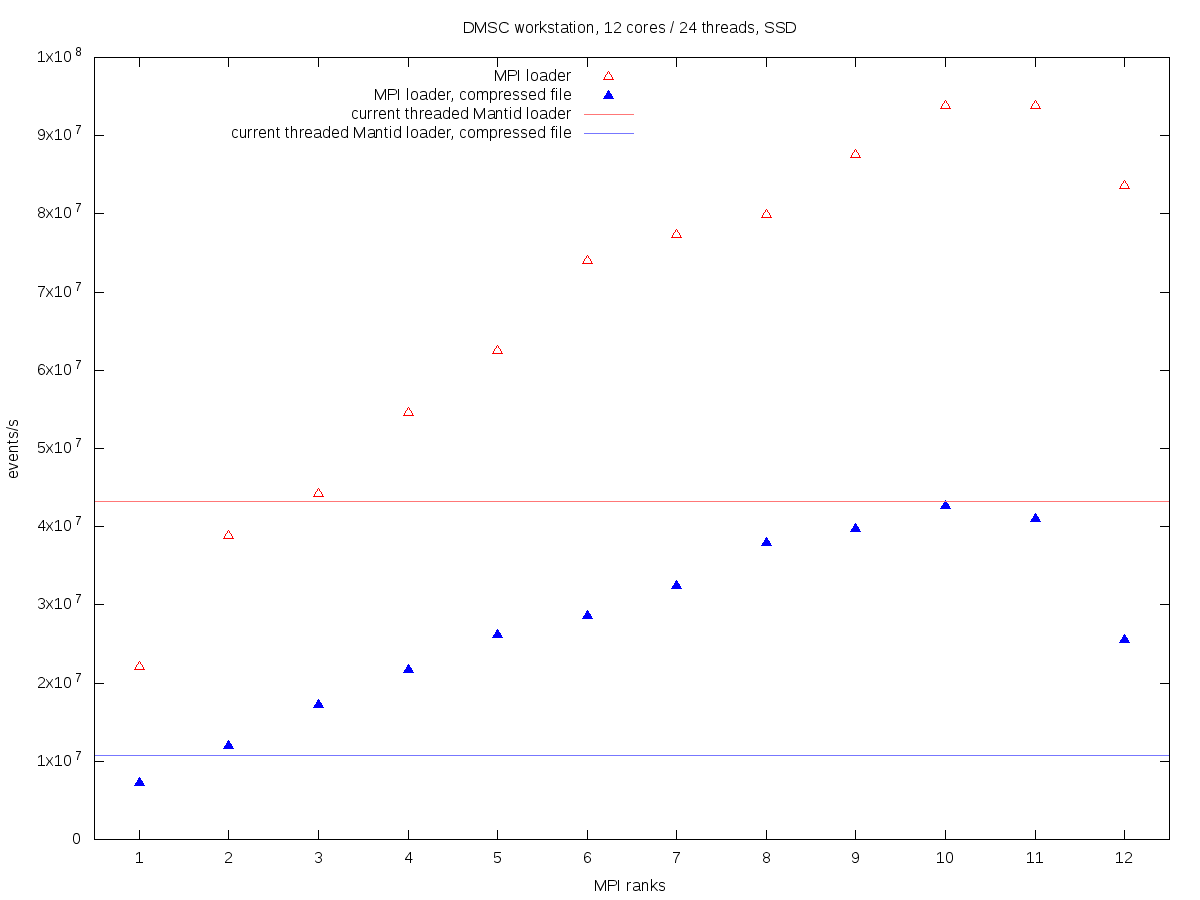 DMSC workstation, 12 cores / 24 threads, SSD
MPI loader
MPI loader, compressed file
current threaded Mantid loader
current threaded Mantid loader, compressed file
1x10^8
9x10^7
8x10^7
7x10^7
6x10^7
5x10^7
4x10^7
3x10^7
2x10^7
1x10^7
0
events/s
1 2 3 4 5 6 7 8 9 10 11 12
MPI ranks